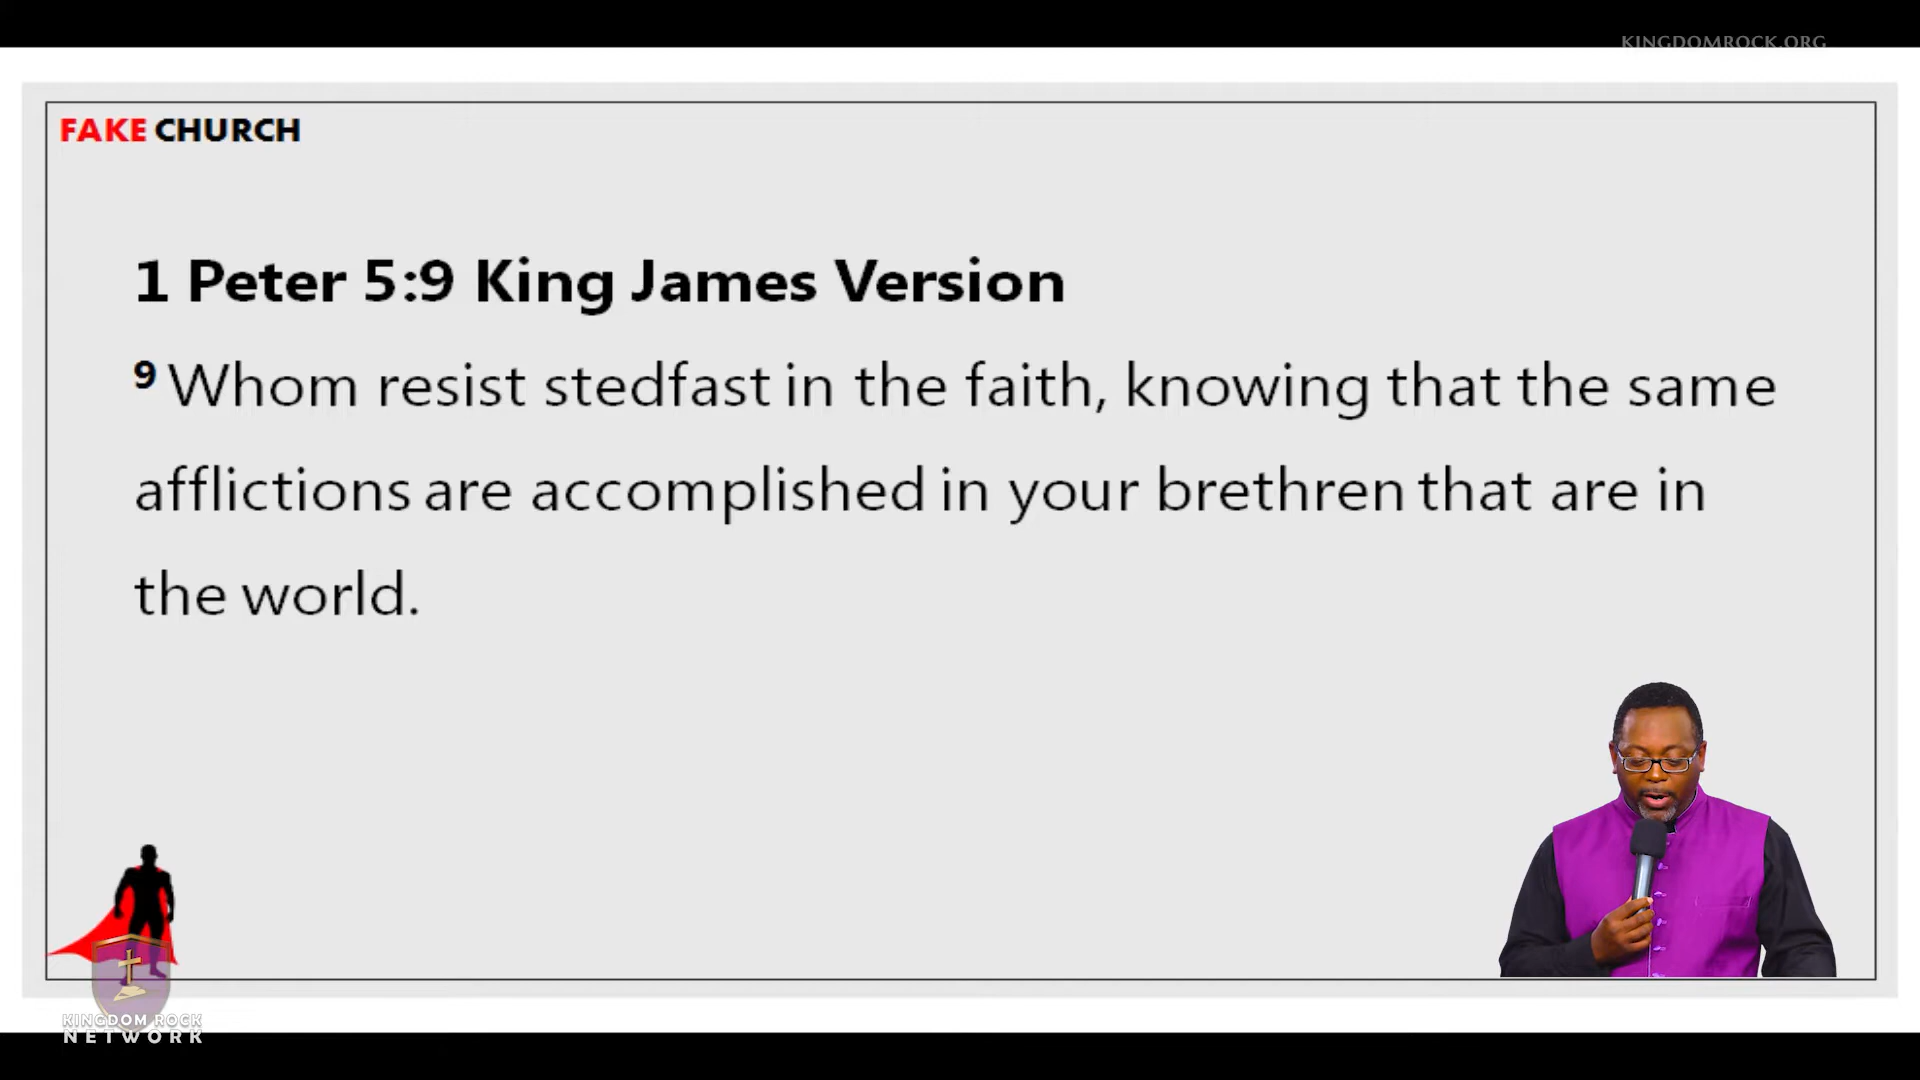 KINGDOMROCK.ORG
FAKE CHURCH
1 Peter 5:9 King James Version
9 Whom resist stedfast in the faith, knowing that the same
afflictions are accomplished in your brethren that are in
the world.
KINGDOM ROCK
NETWORK